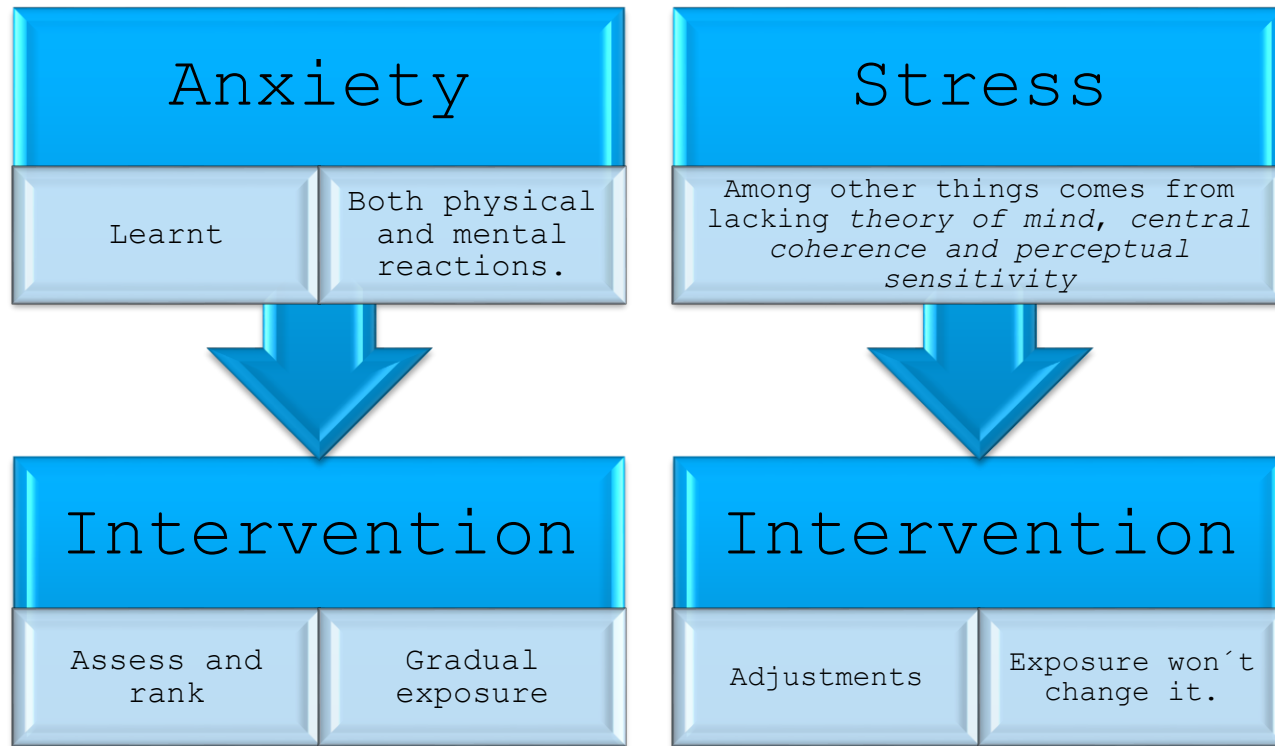 Anxiety
Learnt
Both physical
and mental
reactions.
Intervention
Assess and
rank
Gradual
exposure
Stress
Among other things comes from
lacking theory of mind, central
coherence and perceptual
sensitivity
Intervention
Adjustments
Exposure won´t
change it.